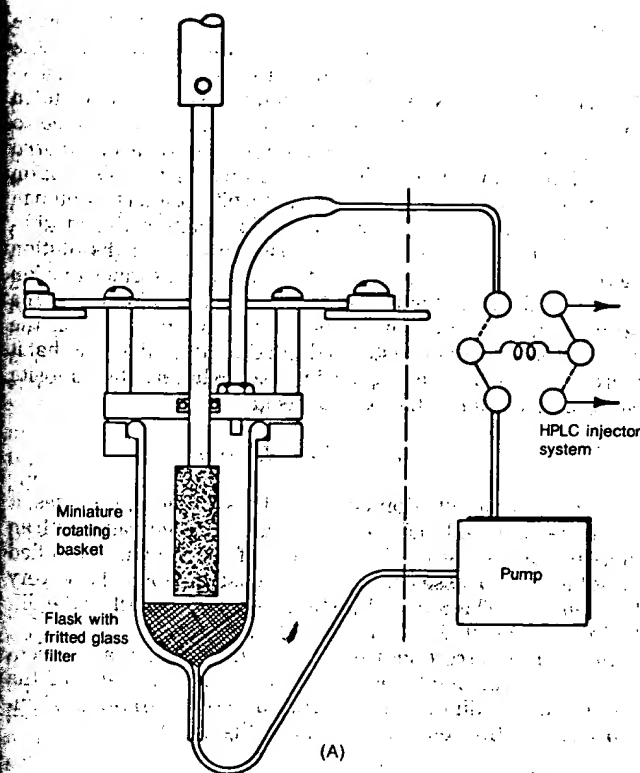 HPLC injector
system
Miniature
rotating
basket
Pump
Flask with
fritted glass
filter
(A)